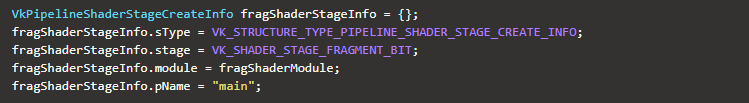 VkPipelineShaderStageCreateInfo fragShaderStageInfo = {};
fragShaderStageInfo.sType = VK_STRUCTURE_TYPE_PIPELINE_SHADER_STAGE_CREATE_INFO;
fragShaderStageInfo.stage = VK_SHADER_STAGE_FRAGMENT_BIT;
fragShaderStageInfo.module = fragShaderModule;
fragShaderStageInfo.pName = "main";